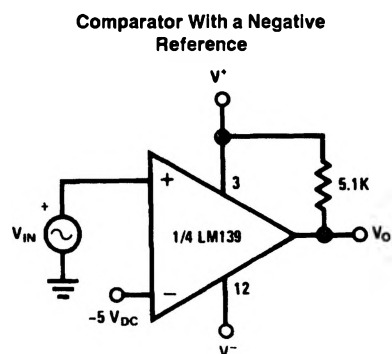 Comparator With a Negative
Reference
V+
3
5.1K
+
+
VIN
1/4 LM139
VO
−
−5 VDC
12
V−